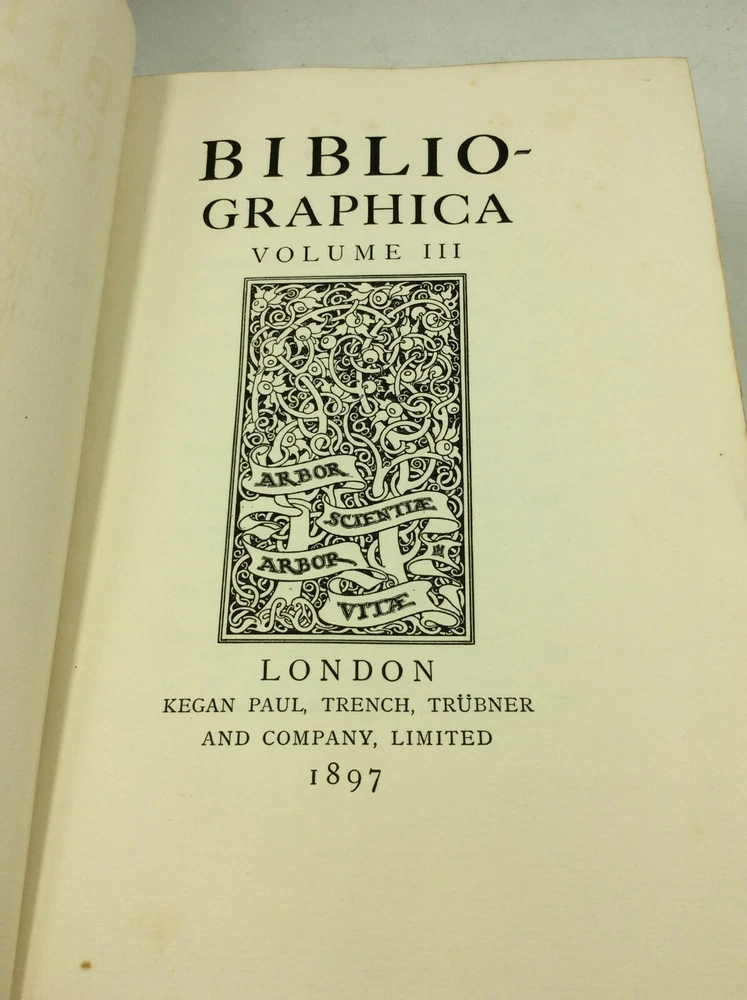 BIBLIO-
GRAPHICA
VOLUME III
ARBOR
SCIENTIÆ
ARBOR
VITÆ
LONDON
KEGAN PAUL, TRENCH, TRÜBNER
AND COMPANY, LIMITED
1897